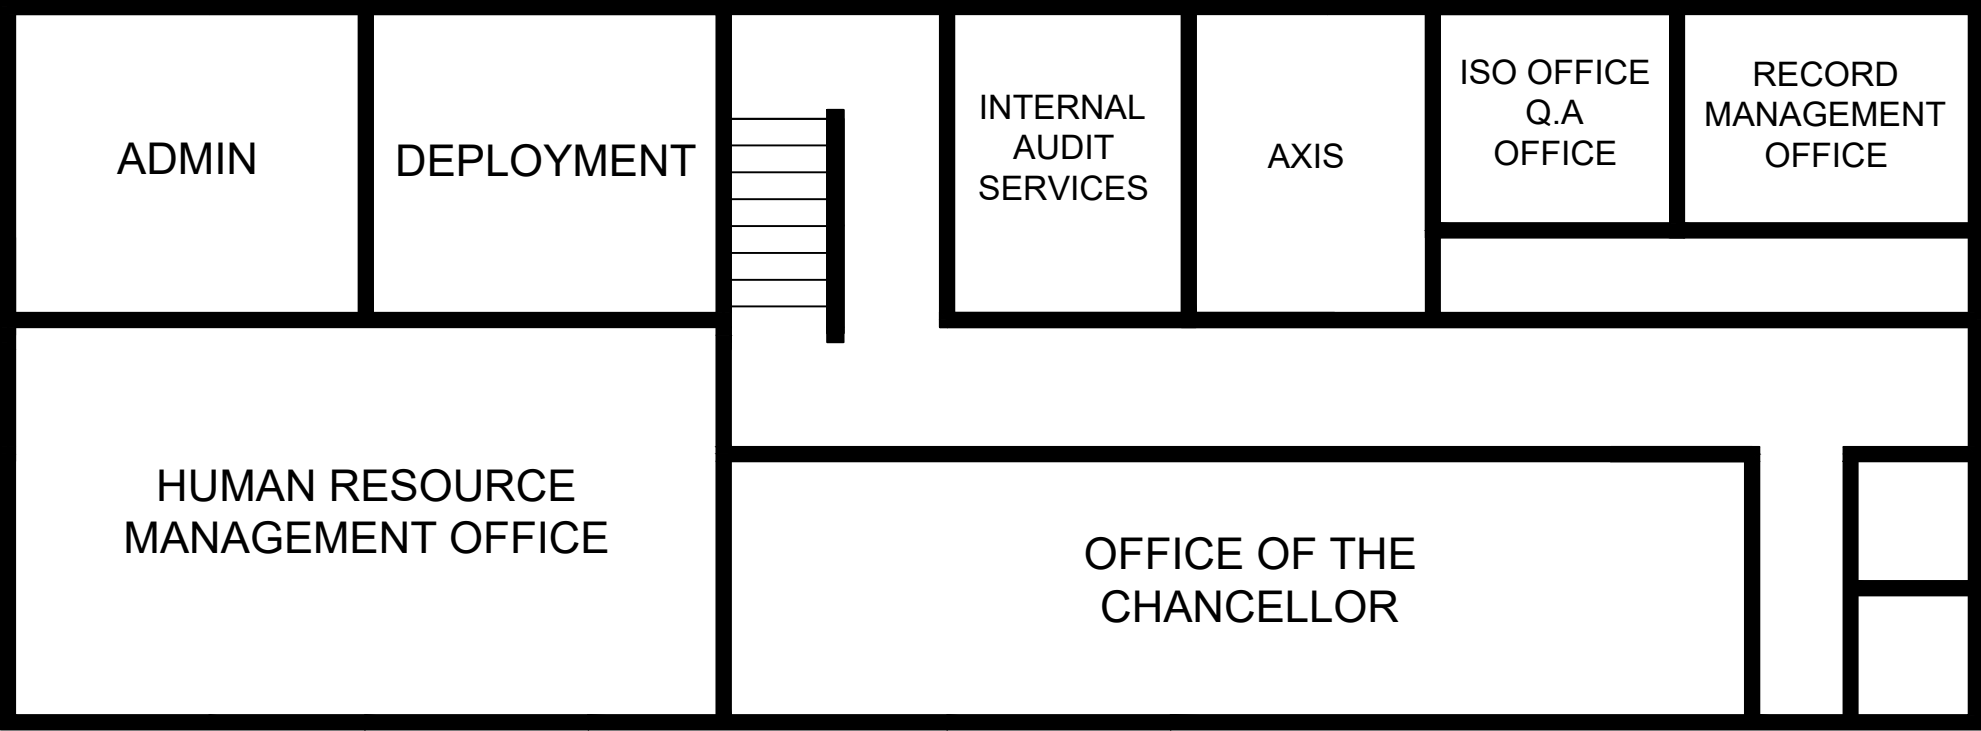 ADMIN
DEPLOYMENT
INTERNAL
AUDIT
SERVICES
AXIS
ISO OFFICE
Q.A
OFFICE
RECORD
MANAGEMENT
OFFICE
HUMAN RESOURCE
MANAGEMENT OFFICE
OFFICE OF THE
CHANCELLOR